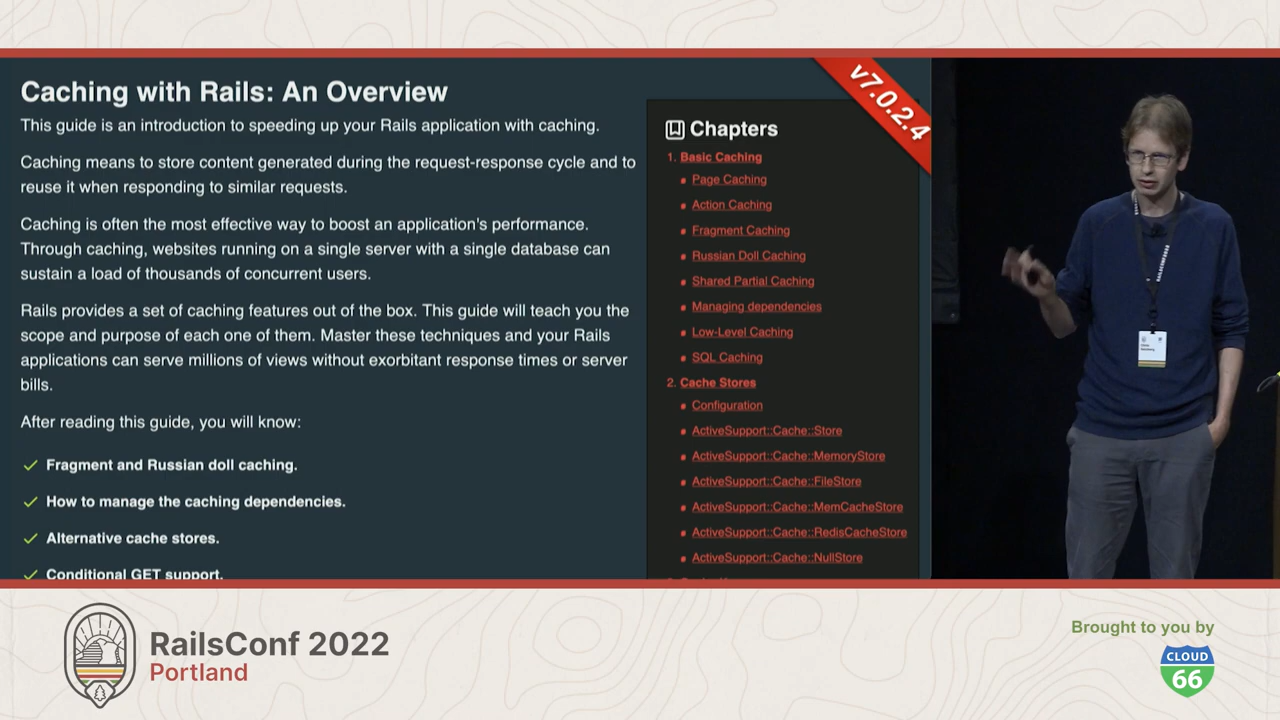 Caching with Rails: An Overview
This guide is an introduction to speeding up your Rails application with caching.
Caching means to store content generated during the request-response cycle and to
reuse it when responding to similar requests.
Caching is often the most effective way to boost an application's performance.
Through caching, websites running on a single server with a single database can
sustain a load of thousands of concurrent users.
Rails provides a set of caching features out of the box. This guide will teach you the
scope and purpose of each one of them. Master these techniques and your Rails
applications can serve millions of views without exorbitant response times or server
bills.
After reading this guide, you will know:
Fragment and Russian doll caching.
How to manage the caching dependencies.
Alternative cache stores.
Conditional GET support.
v7.0.2.4
Chapters
1. Basic Caching
Page Caching
Action Caching
Fragment Caching
Russian Doll Caching
Shared Partial Caching
Managing dependencies
Low-Level Caching
SQL Caching
2. Cache Stores
Configuration
ActiveSupport::Cache::Store
ActiveSupport::Cache::MemoryStore
ActiveSupport::Cache::FileStore
ActiveSupport::Cache::MemCacheStore
ActiveSupport::Cache::RedisCacheStore
ActiveSupport::Cache::NullStore
RailsConf 2022
Portland
Brought to you by
CLOUD
66